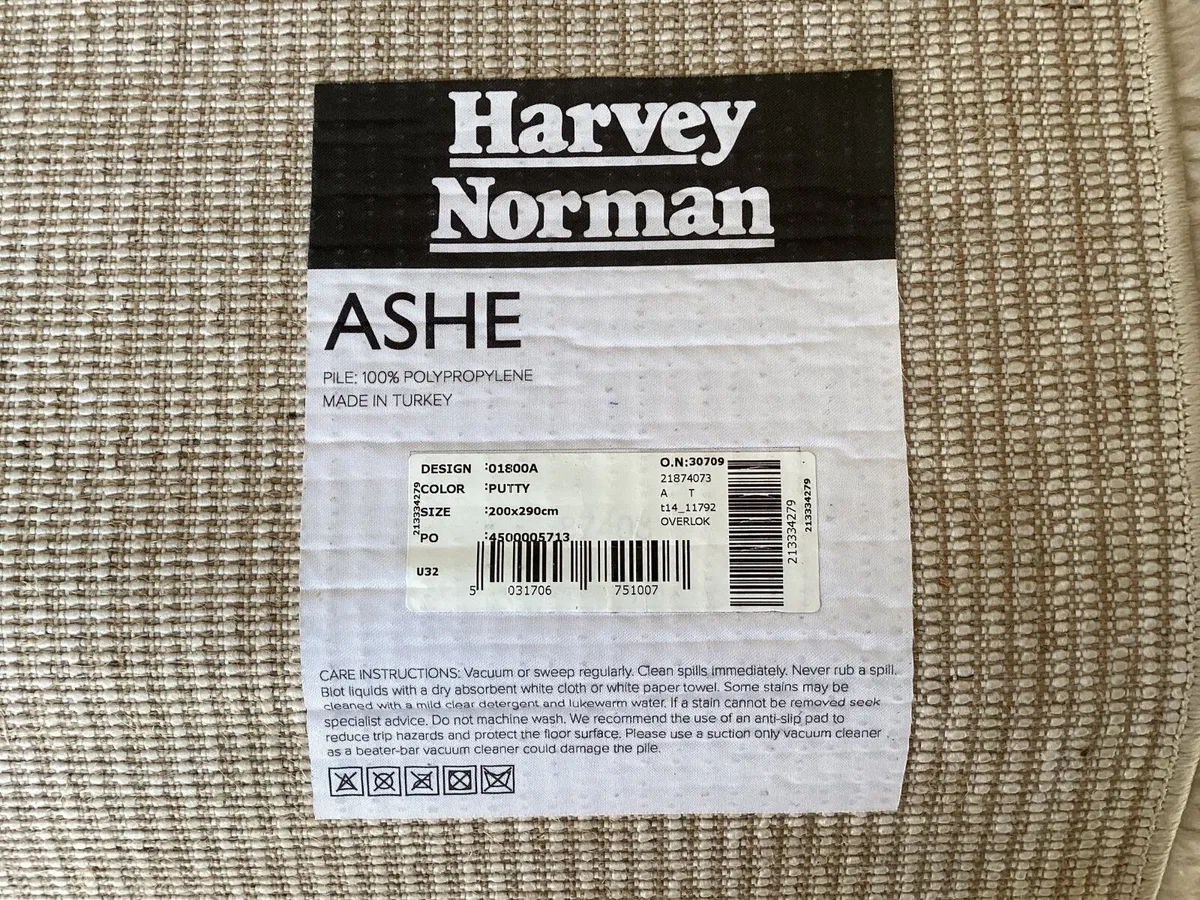 Harvey
Norman
ASHE
PILE: 100% POLYPROPYLENE
MADE IN TURKEY
DESIGN :01800A
COLOR :PUTTY
SIZE :200x290cm
PO :4500005713
U32
5 031706 751007
213334279
O.N:30709
21874073
A T
t14_11792
OVERLOK
213334279
213334279
CARE INSTRUCTIONS: Vacuum or sweep regularly. Clean spills immediately. Never rub a spill.
Blot liquids with a dry absorbent white cloth or white paper towel. Some stains may be
cleaned with a mild clear detergent and lukewarm water. If a stain cannot be removed seek
specialist advice. Do not machine wash. We recommend the use of an anti-slip pad to
reduce trip hazards and protect the floor surface. Please use a suction only vacuum cleaner
as a beater-bar vacuum cleaner could damage the pile.